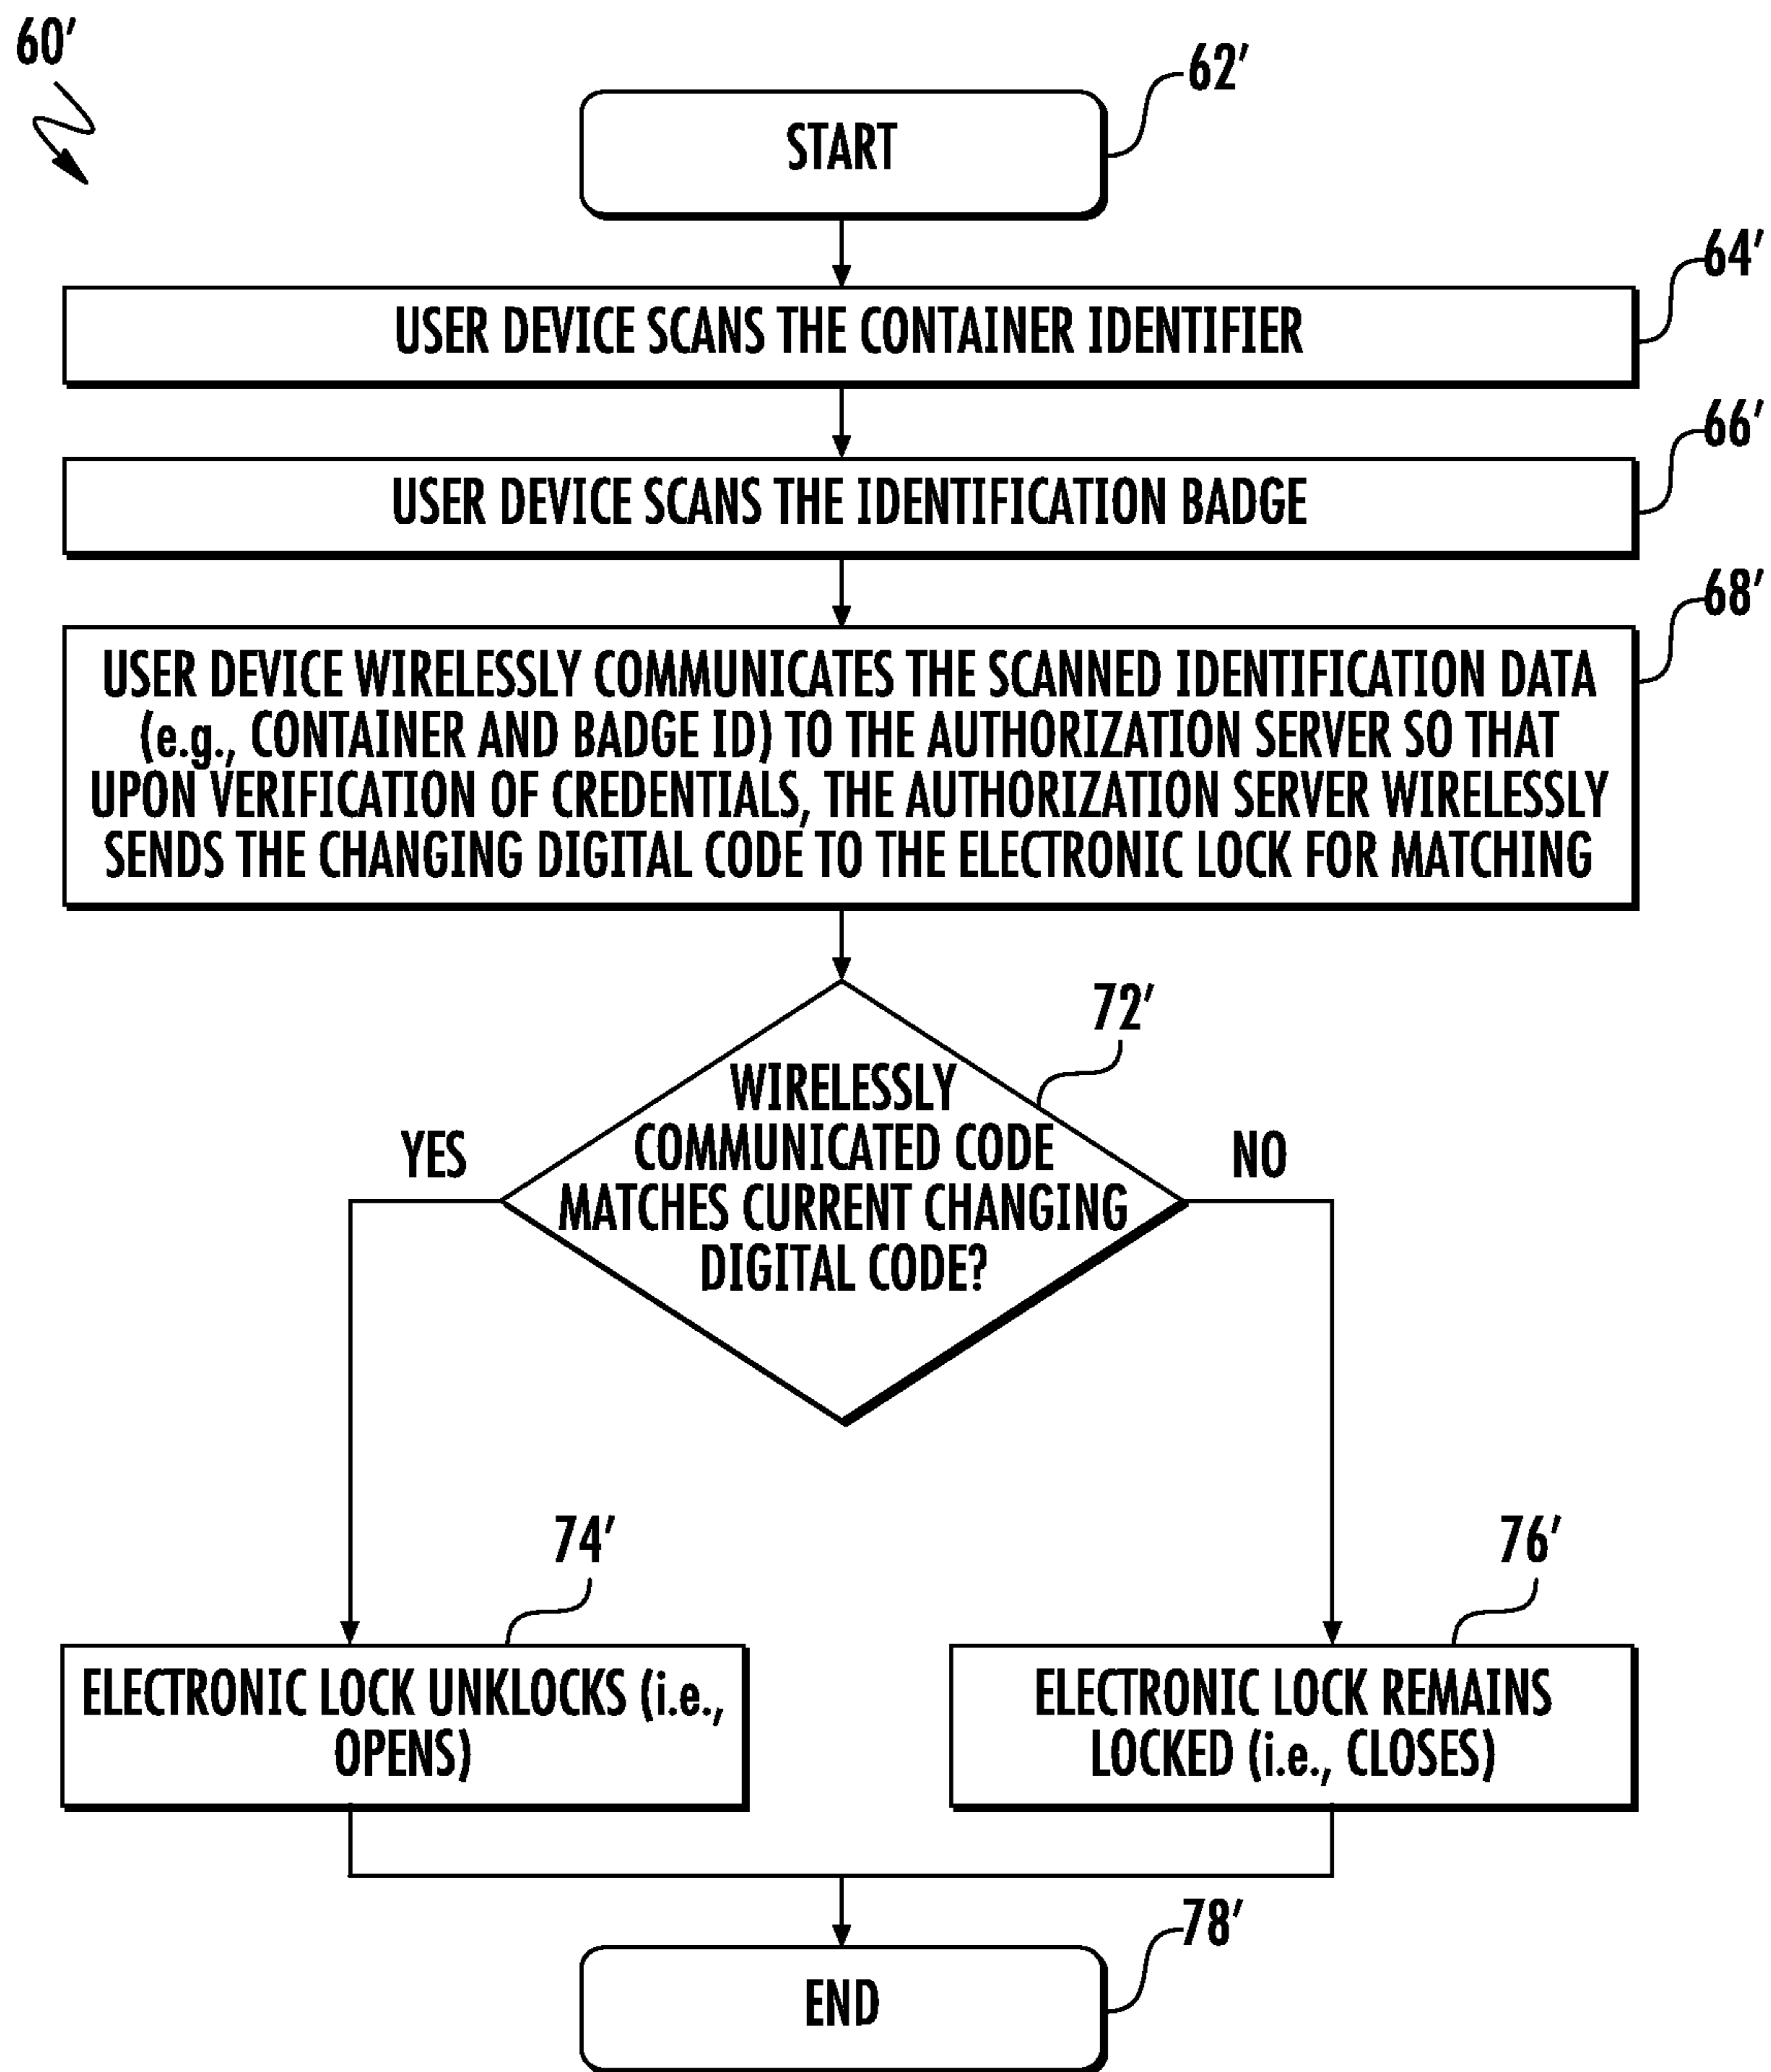 60'
62'
START
64'
USER DEVICE SCANS THE CONTAINER IDENTIFIER
66'
USER DEVICE SCANS THE IDENTIFICATION BADGE
68'
USER DEVICE WIRELESSLY COMMUNICATES THE SCANNED IDENTIFICATION DATA
(e.g., CONTAINER AND BADGE ID) TO THE AUTHORIZATION SERVER SO THAT
UPON VERIFICATION OF CREDENTIALS, THE AUTHORIZATION SERVER WIRELESSLY
SENDS THE CHANGING DIGITAL CODE TO THE ELECTRONIC LOCK FOR MATCHING
72'
WIRELESSLY
COMMUNICATED CODE
MATCHES CURRENT CHANGING
DIGITAL CODE?
YES
NO
74'
ELECTRONIC LOCK UNKLOCKS (i.e.,
OPENS)
76'
ELECTRONIC LOCK REMAINS
LOCKED (i.e., CLOSES)
78'
END